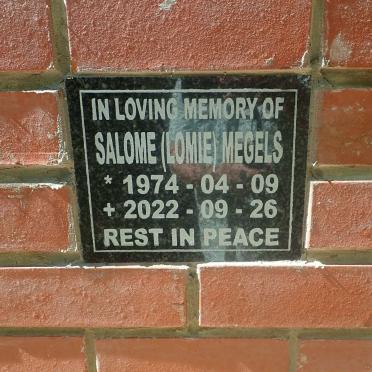 IN LOVING MEMORY OF
SALOME (LOMIE) MEGELS
* 1974 - 04 - 09
+ 2022 - 09 - 26
REST IN PEACE